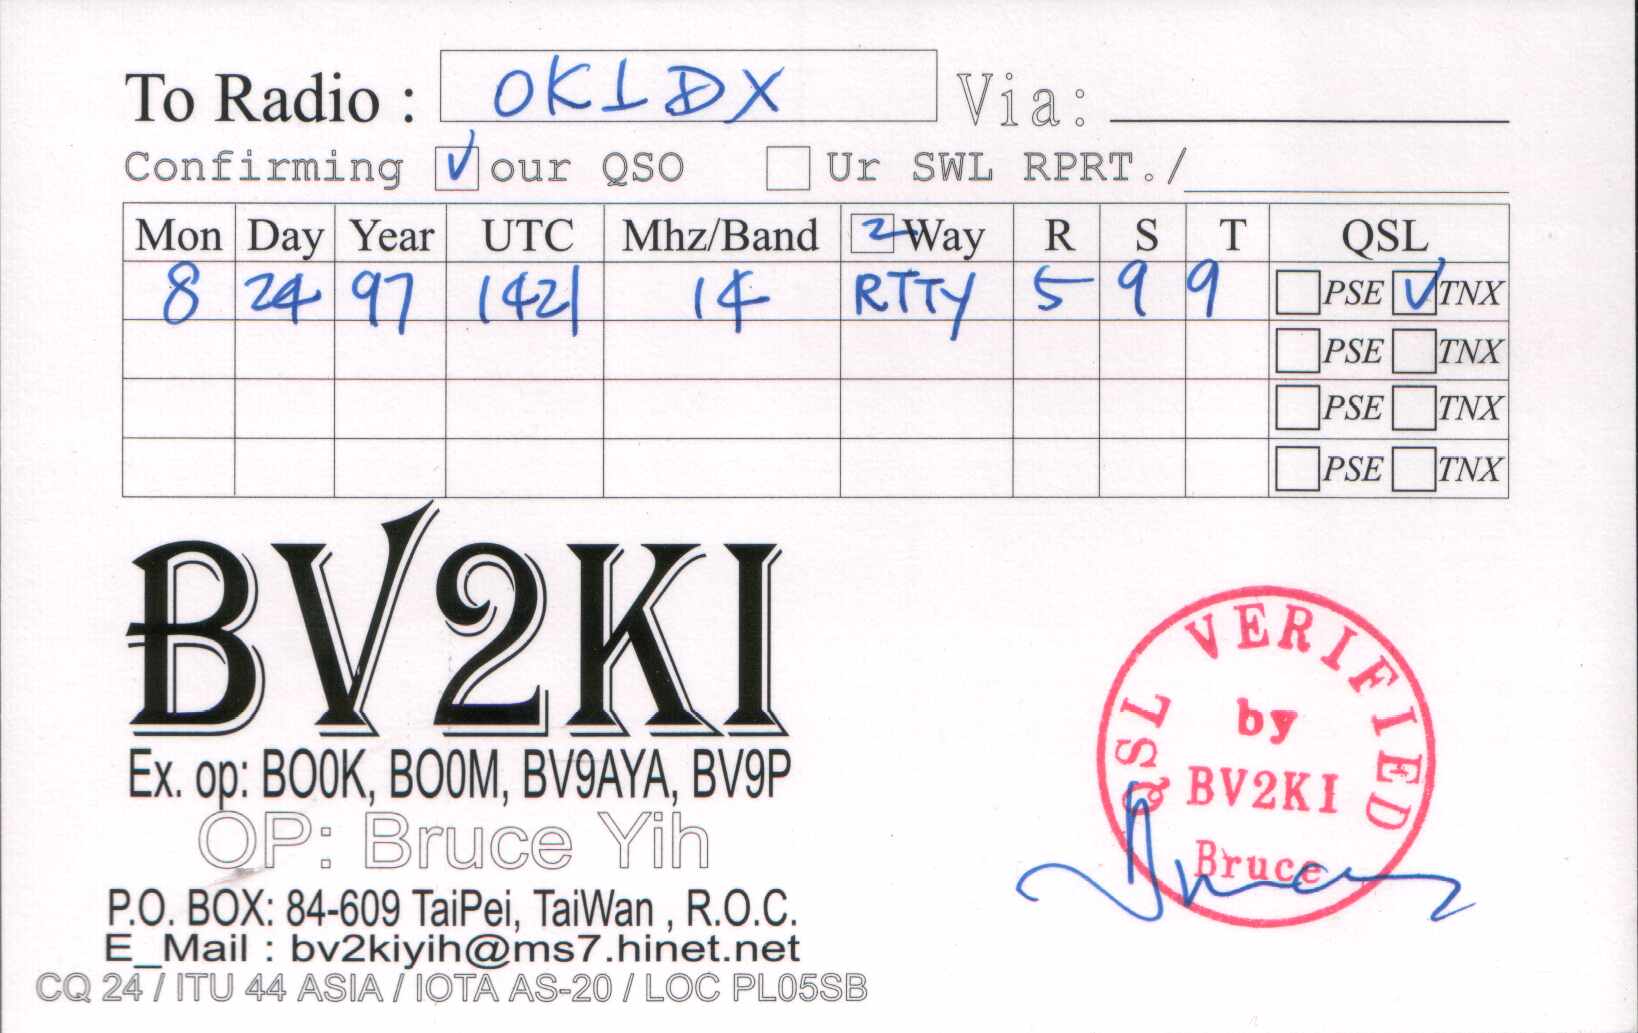 To Radio : OK1DX Via:
Confirming our QSO Ur SWL RPRT./
Mon Day Year UTC Mhz/Band 2 Way R S T QSL
8 24 97 1421 14 RTTY 5 9 9 PSE TNX
PSE TNX
PSE TNX
PSE TNX
BV2KI
Ex. op: BO0K, BO0M, BV9AYA, BV9P
OP: Bruce Yih
P.O. BOX: 84-609 TaiPei, TaiWan , R.O.C.
E_Mail : bv2kiyih@ms7.hinet.net
CQ 24 / ITU 44 ASIA / IOTA AS-20 / LOC PL05SB
QSL VERIFIED
by
BV2KI
Bruce